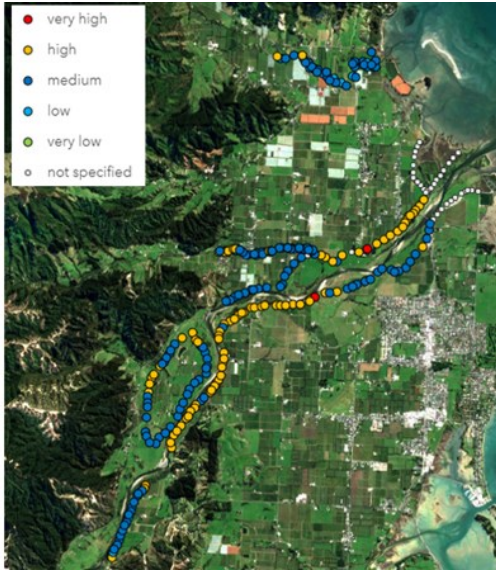 very high
high
medium
low
very low
not specified